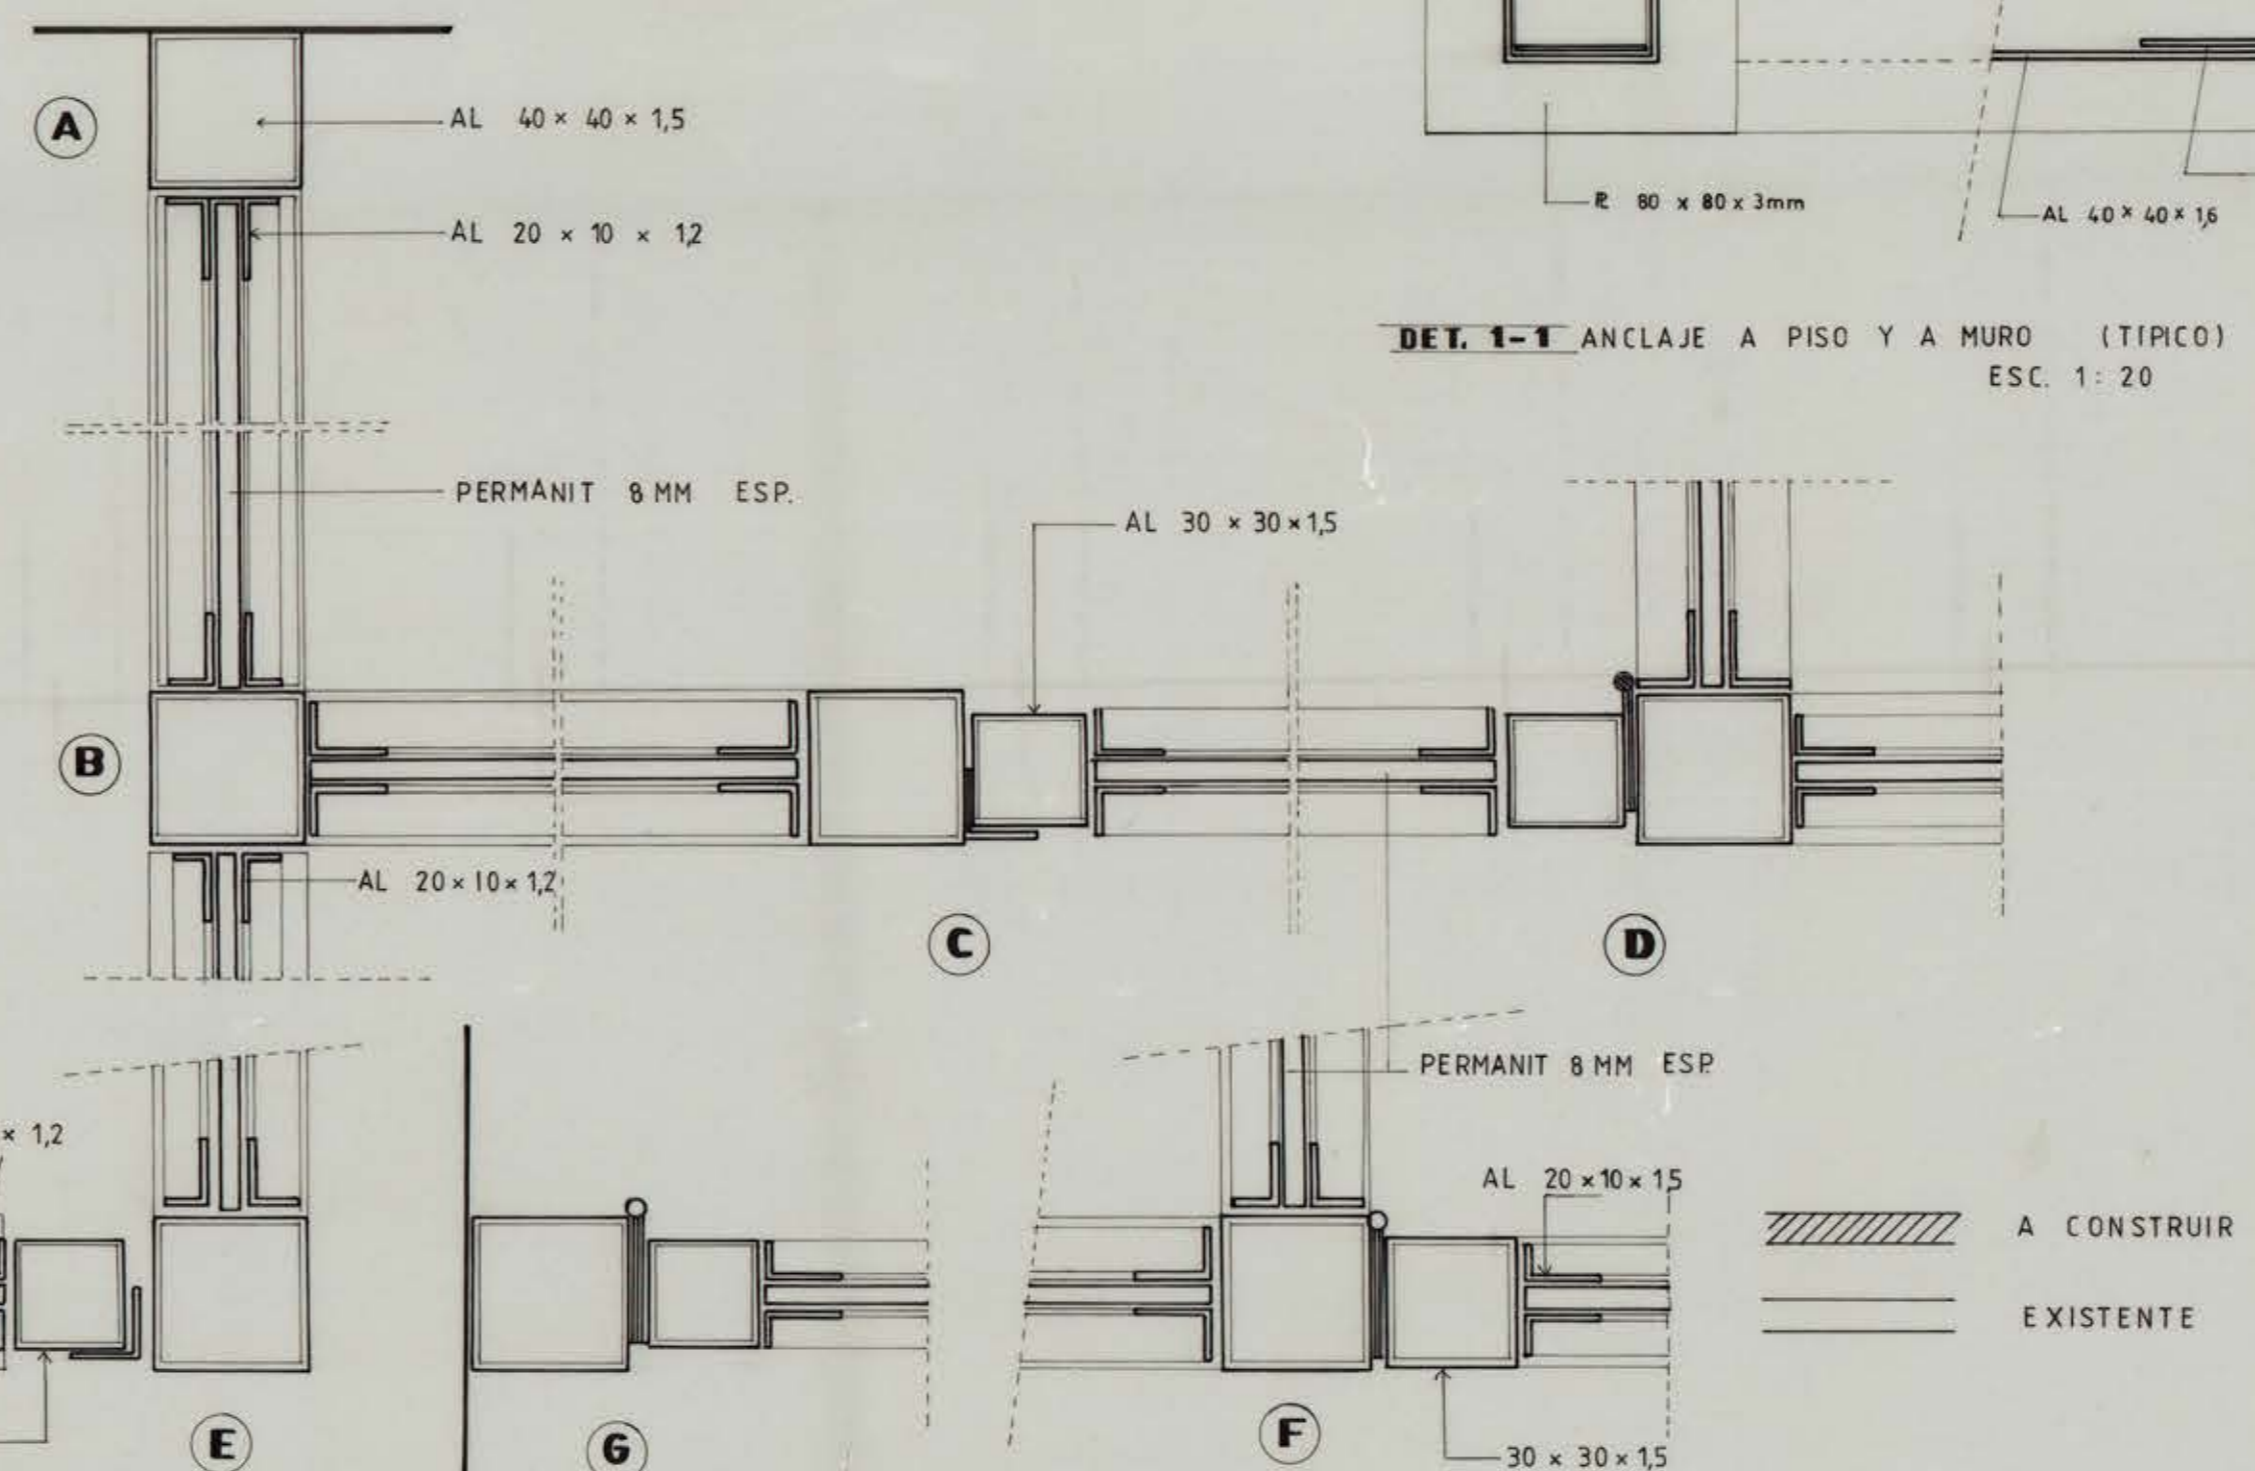 A
AL 40 × 40 × 1,5
AL 20 × 10 × 1,2
PL 80 x 80 x 3mm
AL 40 × 40 × 1,6
DET. 1-1 ANCLAJE A PISO Y A MURO (TÍPICO)
ESC. 1:20
PERMANIT 8 MM ESP.
AL 30 × 30 × 1,5
B
AL 20 × 10 × 1,2
C
D
PERMANIT 8 MM ESP.
× 1,2
AL 20 × 10 × 1,5
A CONSTRUIR
EXISTENTE
E
G
F
30 × 30 × 1,5